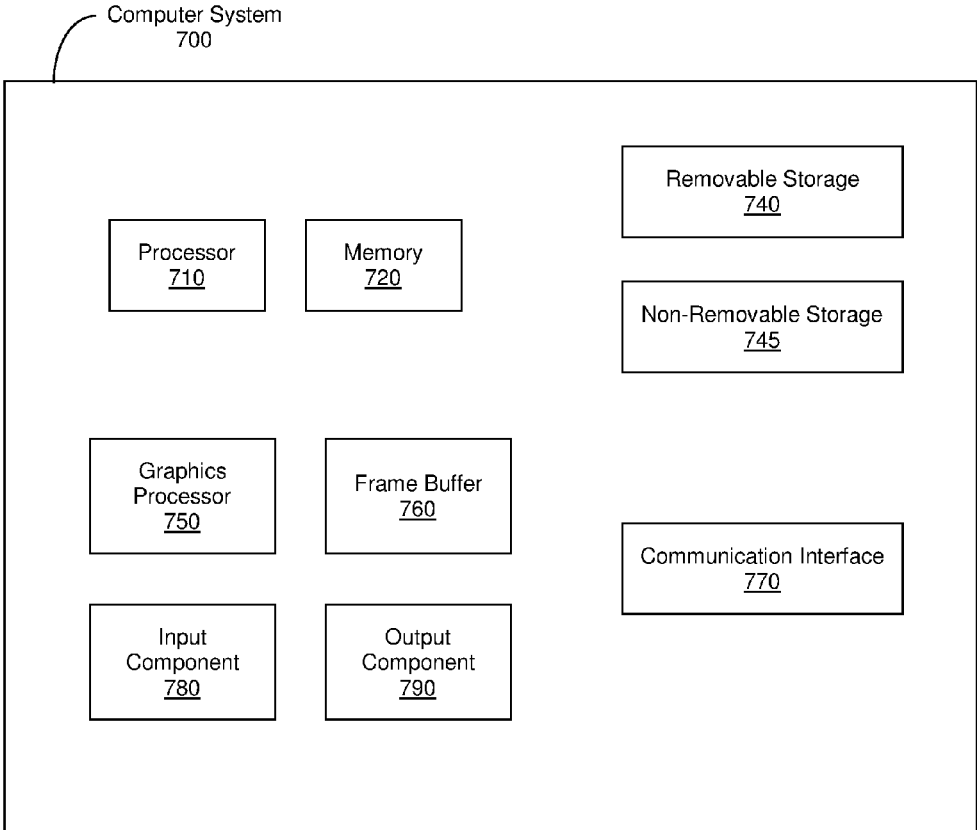 Computer System
700
Removable Storage
740
Processor
710
Memory
720
Non-Removable Storage
745
Graphics
Processor
750
Frame Buffer
760
Communication Interface
770
Input
Component
780
Output
Component
790